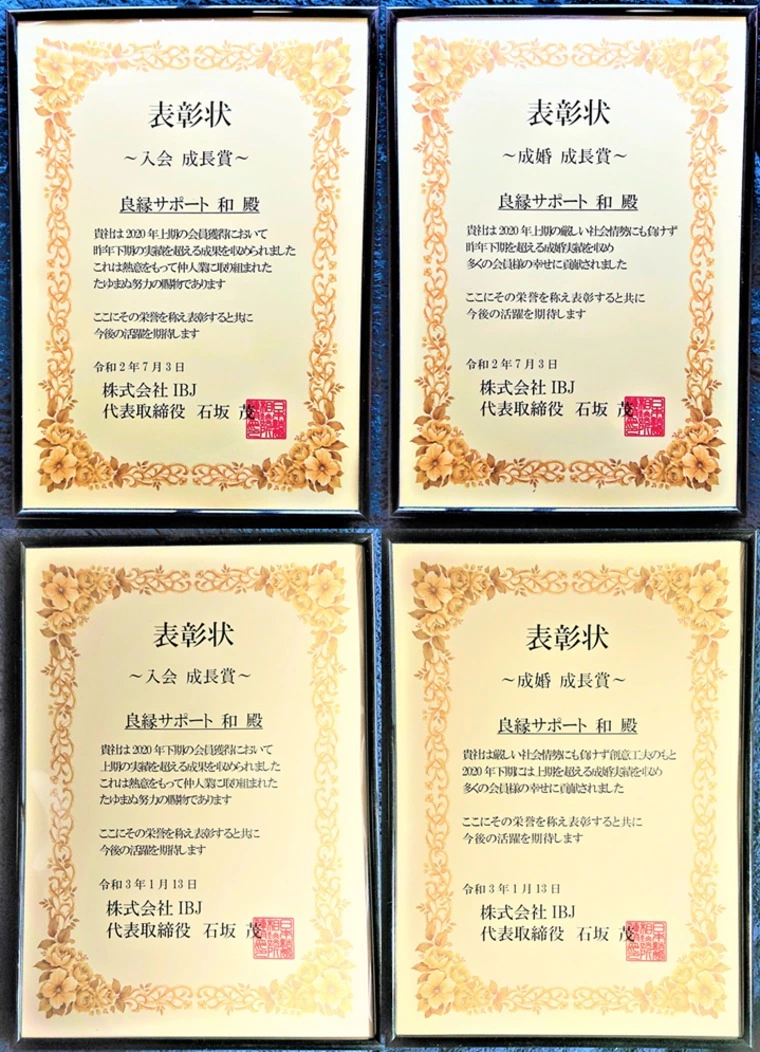 表彰状
～入会 成長賞～
良縁サポート 和 殿
貴社は2020年上期の会員獲得において
昨年下期の実績を超える成果を収められました
これは熱意をもって仲人業に取り組まれた
たゆまぬ努力の賜物であります
ここにその栄誉を称え表彰すると共に
今後の活躍を期待します
令和2年7月3日
株式会社IBJ
代表取締役 石坂 茂
表彰状
～成婚 成長賞～
良縁サポート 和 殿
貴社は2020年上期の厳しい社会情勢にも負けず
昨年下期を超える成婚実績を収め
多くの会員様の幸せに貢献されました
ここにその栄誉を称え表彰すると共に
今後の活躍を期待します
令和2年7月3日
株式会社IBJ
代表取締役 石坂 茂
表彰状
～入会 成長賞～
良縁サポート 和 殿
貴社は2020年下期の会員獲得において
上期の実績を超える成果を収められました
これは熱意をもって仲人業に取り組まれた
たゆまぬ努力の賜物であります
ここにその栄誉を称え表彰すると共に
今後の活躍を期待します
令和3年1月13日
株式会社IBJ
代表取締役 石坂 茂
表彰状
～成婚 成長賞～
良縁サポート 和 殿
貴社は厳しい社会情勢にも負けず創意工夫のもと
2020年下期には上期を超える成婚実績を収め
多くの会員様の幸せに貢献されました
ここにその栄誉を称え表彰すると共に
今後の活躍を期待します
令和3年1月13日
株式会社IBJ
代表取締役 石坂 茂